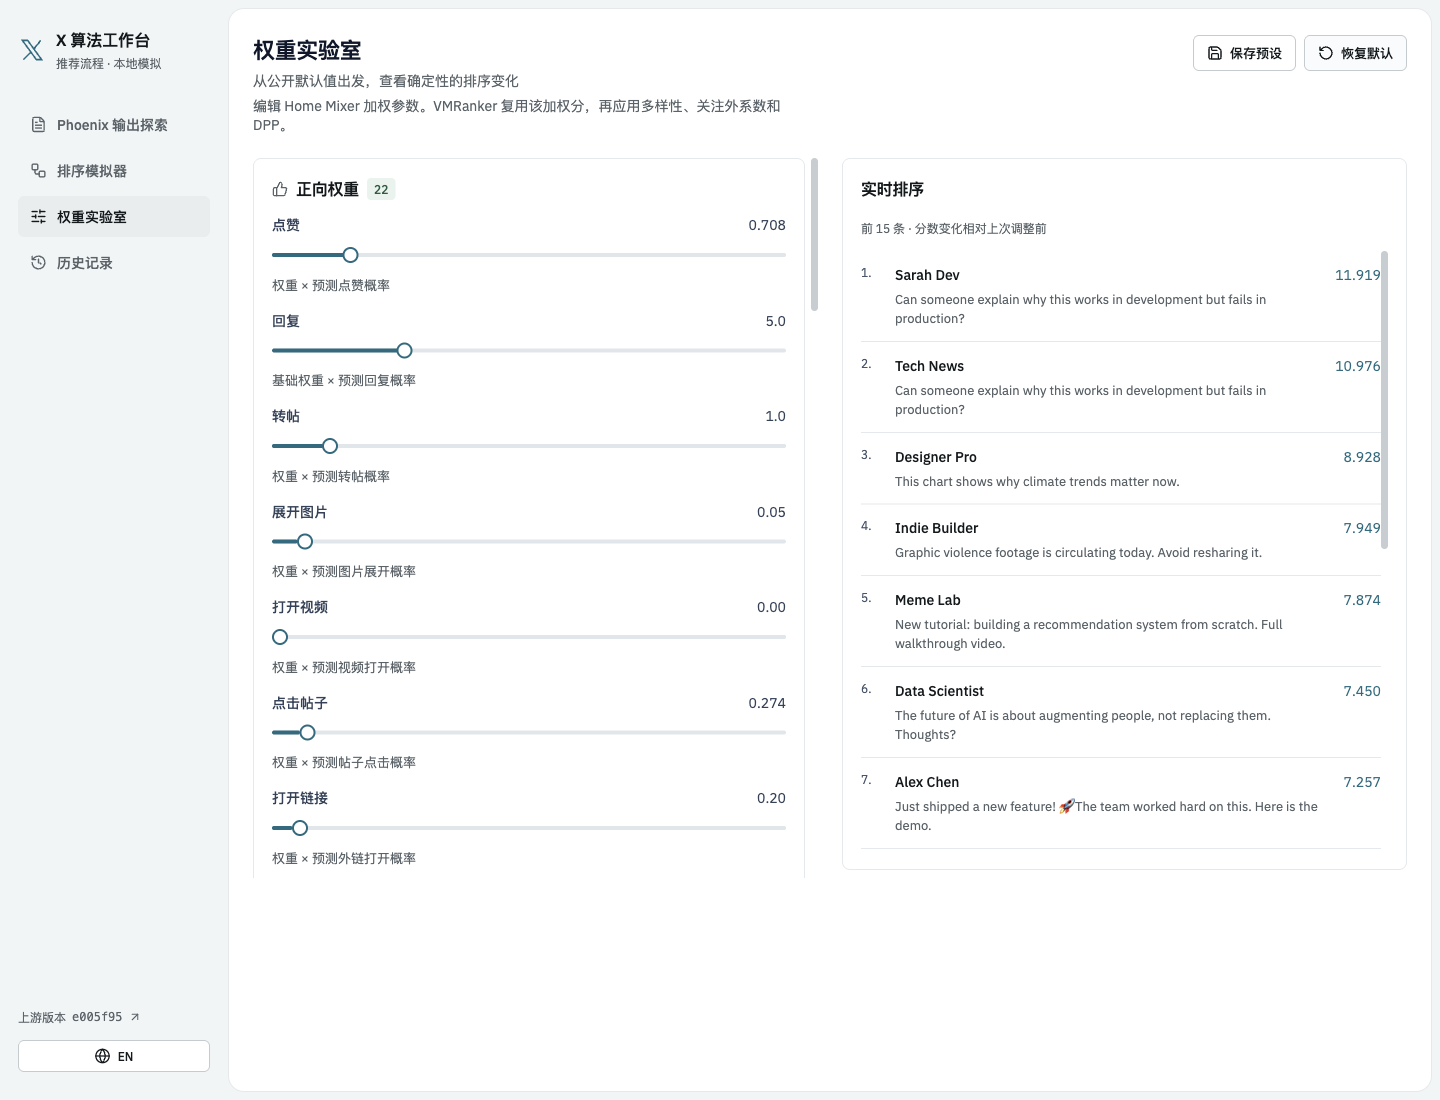 X 算法工作台
推荐流程 · 本地模拟
Phoenix 输出探索
排序模拟器
权重实验室
历史记录
上游版本 e005f95
EN
权重实验室
从公开默认值出发，查看确定性的排序变化
编辑 Home Mixer 加权参数。VMRanker 复用该加权分，再应用多样性、关注外系数和
DPP。
保存预设
恢复默认
正向权重 22
点赞 0.708
权重 × 预测点赞概率
回复 5.0
基础权重 × 预测回复概率
转帖 1.0
权重 × 预测转帖概率
展开图片 0.05
权重 × 预测图片展开概率
打开视频 0.00
权重 × 预测视频打开概率
点击帖子 0.274
权重 × 预测帖子点击概率
打开链接 0.20
权重 × 预测外链打开概率
实时排序
前 15 条 · 分数变化相对上次调整前
1. Sarah Dev 11.919
Can someone explain why this works in development but fails in
production?
2. Tech News 10.976
Can someone explain why this works in development but fails in
production?
3. Designer Pro 8.928
This chart shows why climate trends matter now.
4. Indie Builder 7.949
Graphic violence footage is circulating today. Avoid resharing it.
5. Meme Lab 7.874
New tutorial: building a recommendation system from scratch. Full
walkthrough video.
6. Data Scientist 7.450
The future of AI is about augmenting people, not replacing them.
Thoughts?
7. Alex Chen 7.257
Just shipped a new feature! 🚀The team worked hard on this. Here is the
demo.